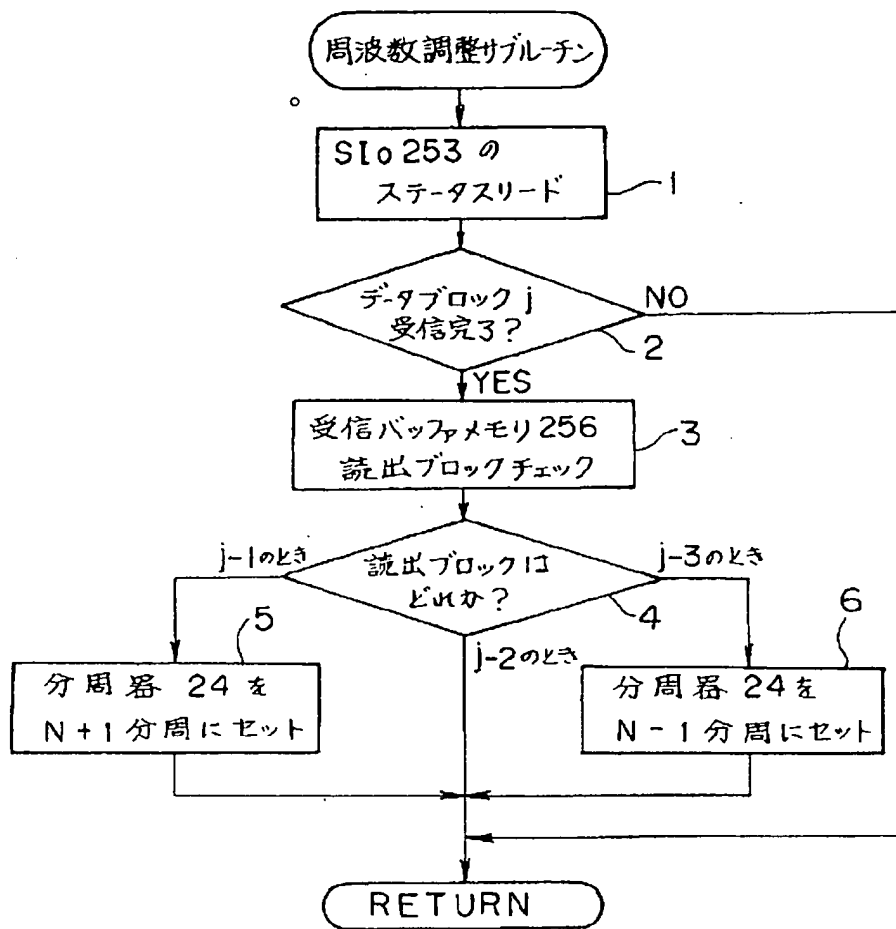 周波数調整サブルーチン
SIo 253 の
ステータスリード
1
データブロック j
受信完了?
NO
2
YES
受信バッファメモリ 256
読出ブロックチェック
3
j-1のとき
読出ブロックは
どれか?
j-3のとき
4
5
j-2のとき
6
分周器 24を
N+1分周にセット
分周器 24を
N-1分周にセット
RETURN